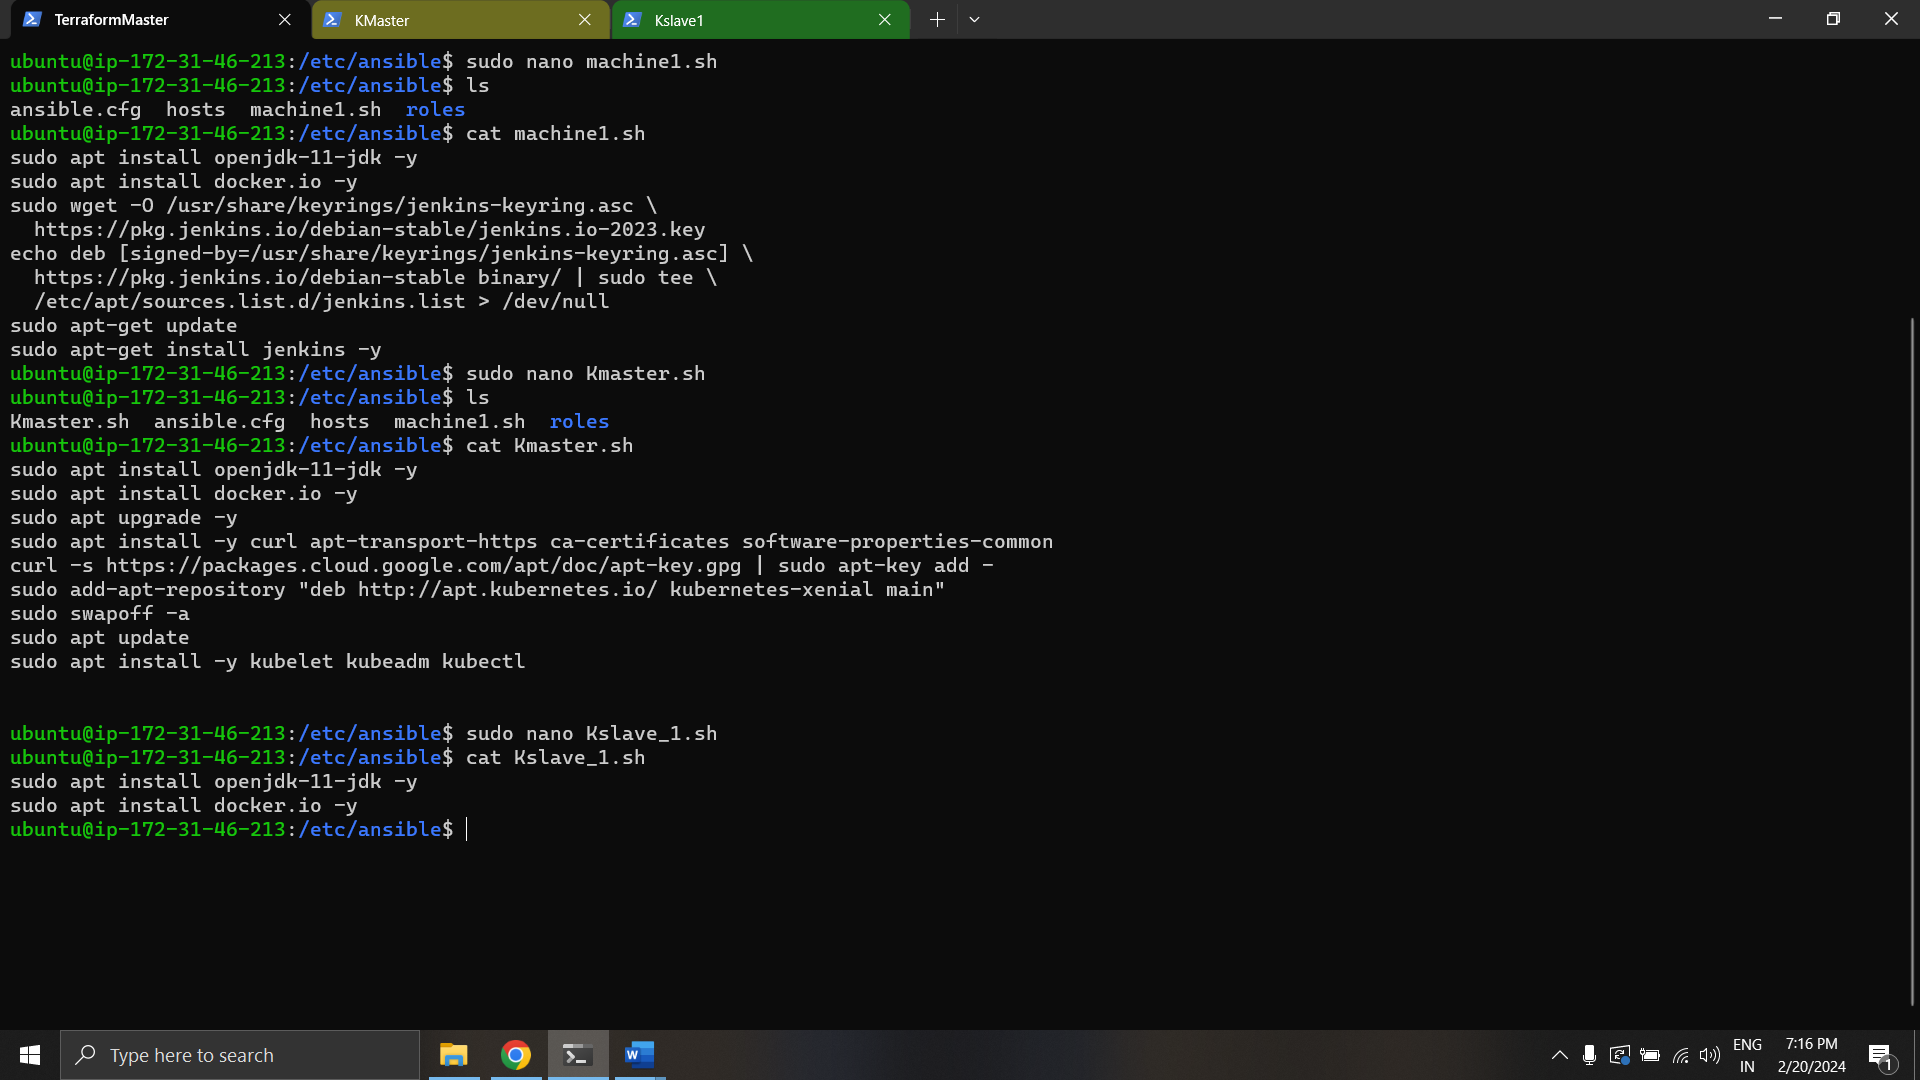 TerraformMaster
KMaster
Kslave1
ubuntu@ip-172-31-46-213:/etc/ansible$ sudo nano machine1.sh
ubuntu@ip-172-31-46-213:/etc/ansible$ ls
ansible.cfg  hosts  machine1.sh  roles
ubuntu@ip-172-31-46-213:/etc/ansible$ cat machine1.sh
sudo apt install openjdk-11-jdk -y
sudo apt install docker.io -y
sudo wget -O /usr/share/keyrings/jenkins-keyring.asc \
  https://pkg.jenkins.io/debian-stable/jenkins.io-2023.key
echo deb [signed-by=/usr/share/keyrings/jenkins-keyring.asc] \
  https://pkg.jenkins.io/debian-stable binary/ | sudo tee \
  /etc/apt/sources.list.d/jenkins.list > /dev/null
sudo apt-get update
sudo apt-get install jenkins -y
ubuntu@ip-172-31-46-213:/etc/ansible$ sudo nano Kmaster.sh
ubuntu@ip-172-31-46-213:/etc/ansible$ ls
Kmaster.sh  ansible.cfg  hosts  machine1.sh  roles
ubuntu@ip-172-31-46-213:/etc/ansible$ cat Kmaster.sh
sudo apt install openjdk-11-jdk -y
sudo apt install docker.io -y
sudo apt upgrade -y
sudo apt install -y curl apt-transport-https ca-certificates software-properties-common
curl -s https://packages.cloud.google.com/apt/doc/apt-key.gpg | sudo apt-key add -
sudo add-apt-repository "deb http://apt.kubernetes.io/ kubernetes-xenial main"
sudo swapoff -a
sudo apt update
sudo apt install -y kubelet kubeadm kubectl
ubuntu@ip-172-31-46-213:/etc/ansible$ sudo nano Kslave_1.sh
ubuntu@ip-172-31-46-213:/etc/ansible$ cat Kslave_1.sh
sudo apt install openjdk-11-jdk -y
sudo apt install docker.io -y
ubuntu@ip-172-31-46-213:/etc/ansible$
Type here to search
ENG
IN
7:16 PM
2/20/2024
1